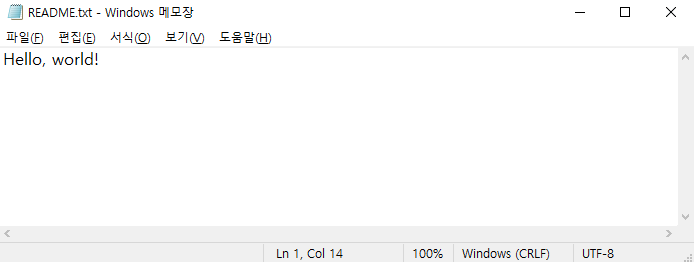 README.txt - Windows 메모장
파일(F) 편집(E) 서식(O) 보기(V) 도움말(H)
Hello, world!
Ln 1, Col 14 100% Windows (CRLF) UTF-8